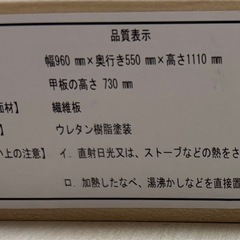 品質表示
幅960 ㎜×奥行き550 ㎜×高さ1110 ㎜
甲板の高さ 730 ㎜
面材】 繊維板
】 ウレタン樹脂塗装
い上の注意】 イ．直射日光又は、ストーブなどの熱をさ
ロ．加熱したなべ、湯沸かしなどを直接置